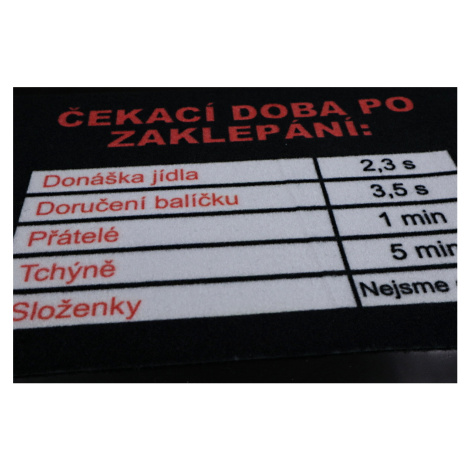 ČEKACÍ DOBA PO
ZAKLEPÁNÍ:
Donáška jídla 2,3 s
Doručení balíčku 3,5 s
Přátelé 1 min
Tchýně 5 min
Složenky Nejsme